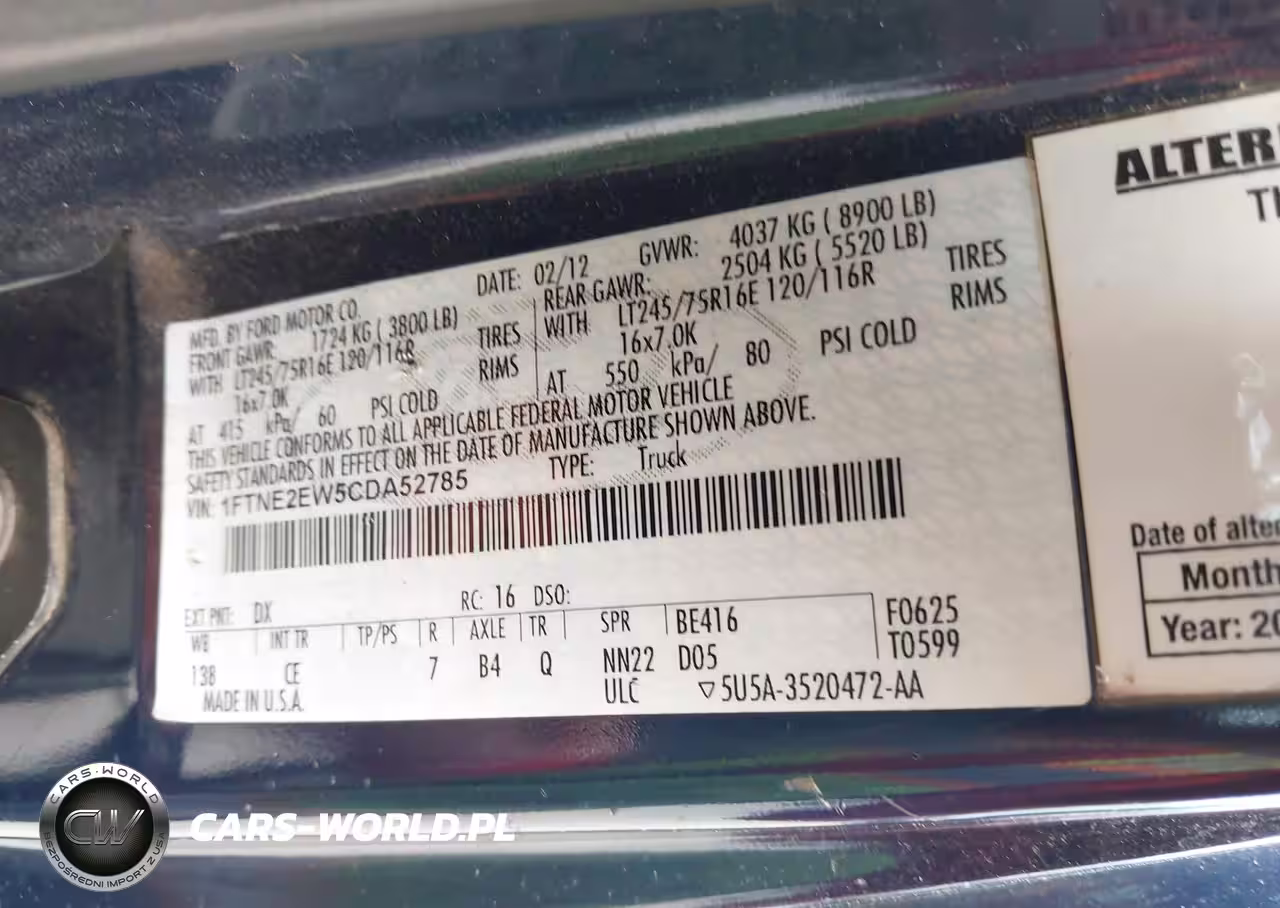 MFD. BY FORD MOTOR CO. DATE: 02/12 GVWR: 4037 KG ( 8900 LB)
FRONT GAWR: 1724 KG ( 3800 LB) REAR GAWR: 2504 KG ( 5520 LB)
WITH LT245/75R16E 120/116R TIRES WITH LT245/75R16E 120/116R TIRES
16x7.0K RIMS 16x7.0K RIMS
AT 415 kPa/ 60 PSI COLD AT 550 kPa/ 80 PSI COLD
THIS VEHICLE CONFORMS TO ALL APPLICABLE FEDERAL MOTOR VEHICLE
SAFETY STANDARDS IN EFFECT ON THE DATE OF MANUFACTURE SHOWN ABOVE.
VIN: 1FTNE2EW5CDA52785 TYPE: Truck
EXT PNT: DX RC: 16 DSO:
WB INT TR TP/PS R AXLE TR SPR BE416 F0625
138 CE 7 B4 Q NN22 D05 T0599
MADE IN U.S.A. ULC ▽5U5A-3520472-AA
ALTER
Date of alte
Month
Year: 20
CARS-WORLD
CW
BEZPOŚREDNI IMPORT Z USA
CARS-WORLD.PL